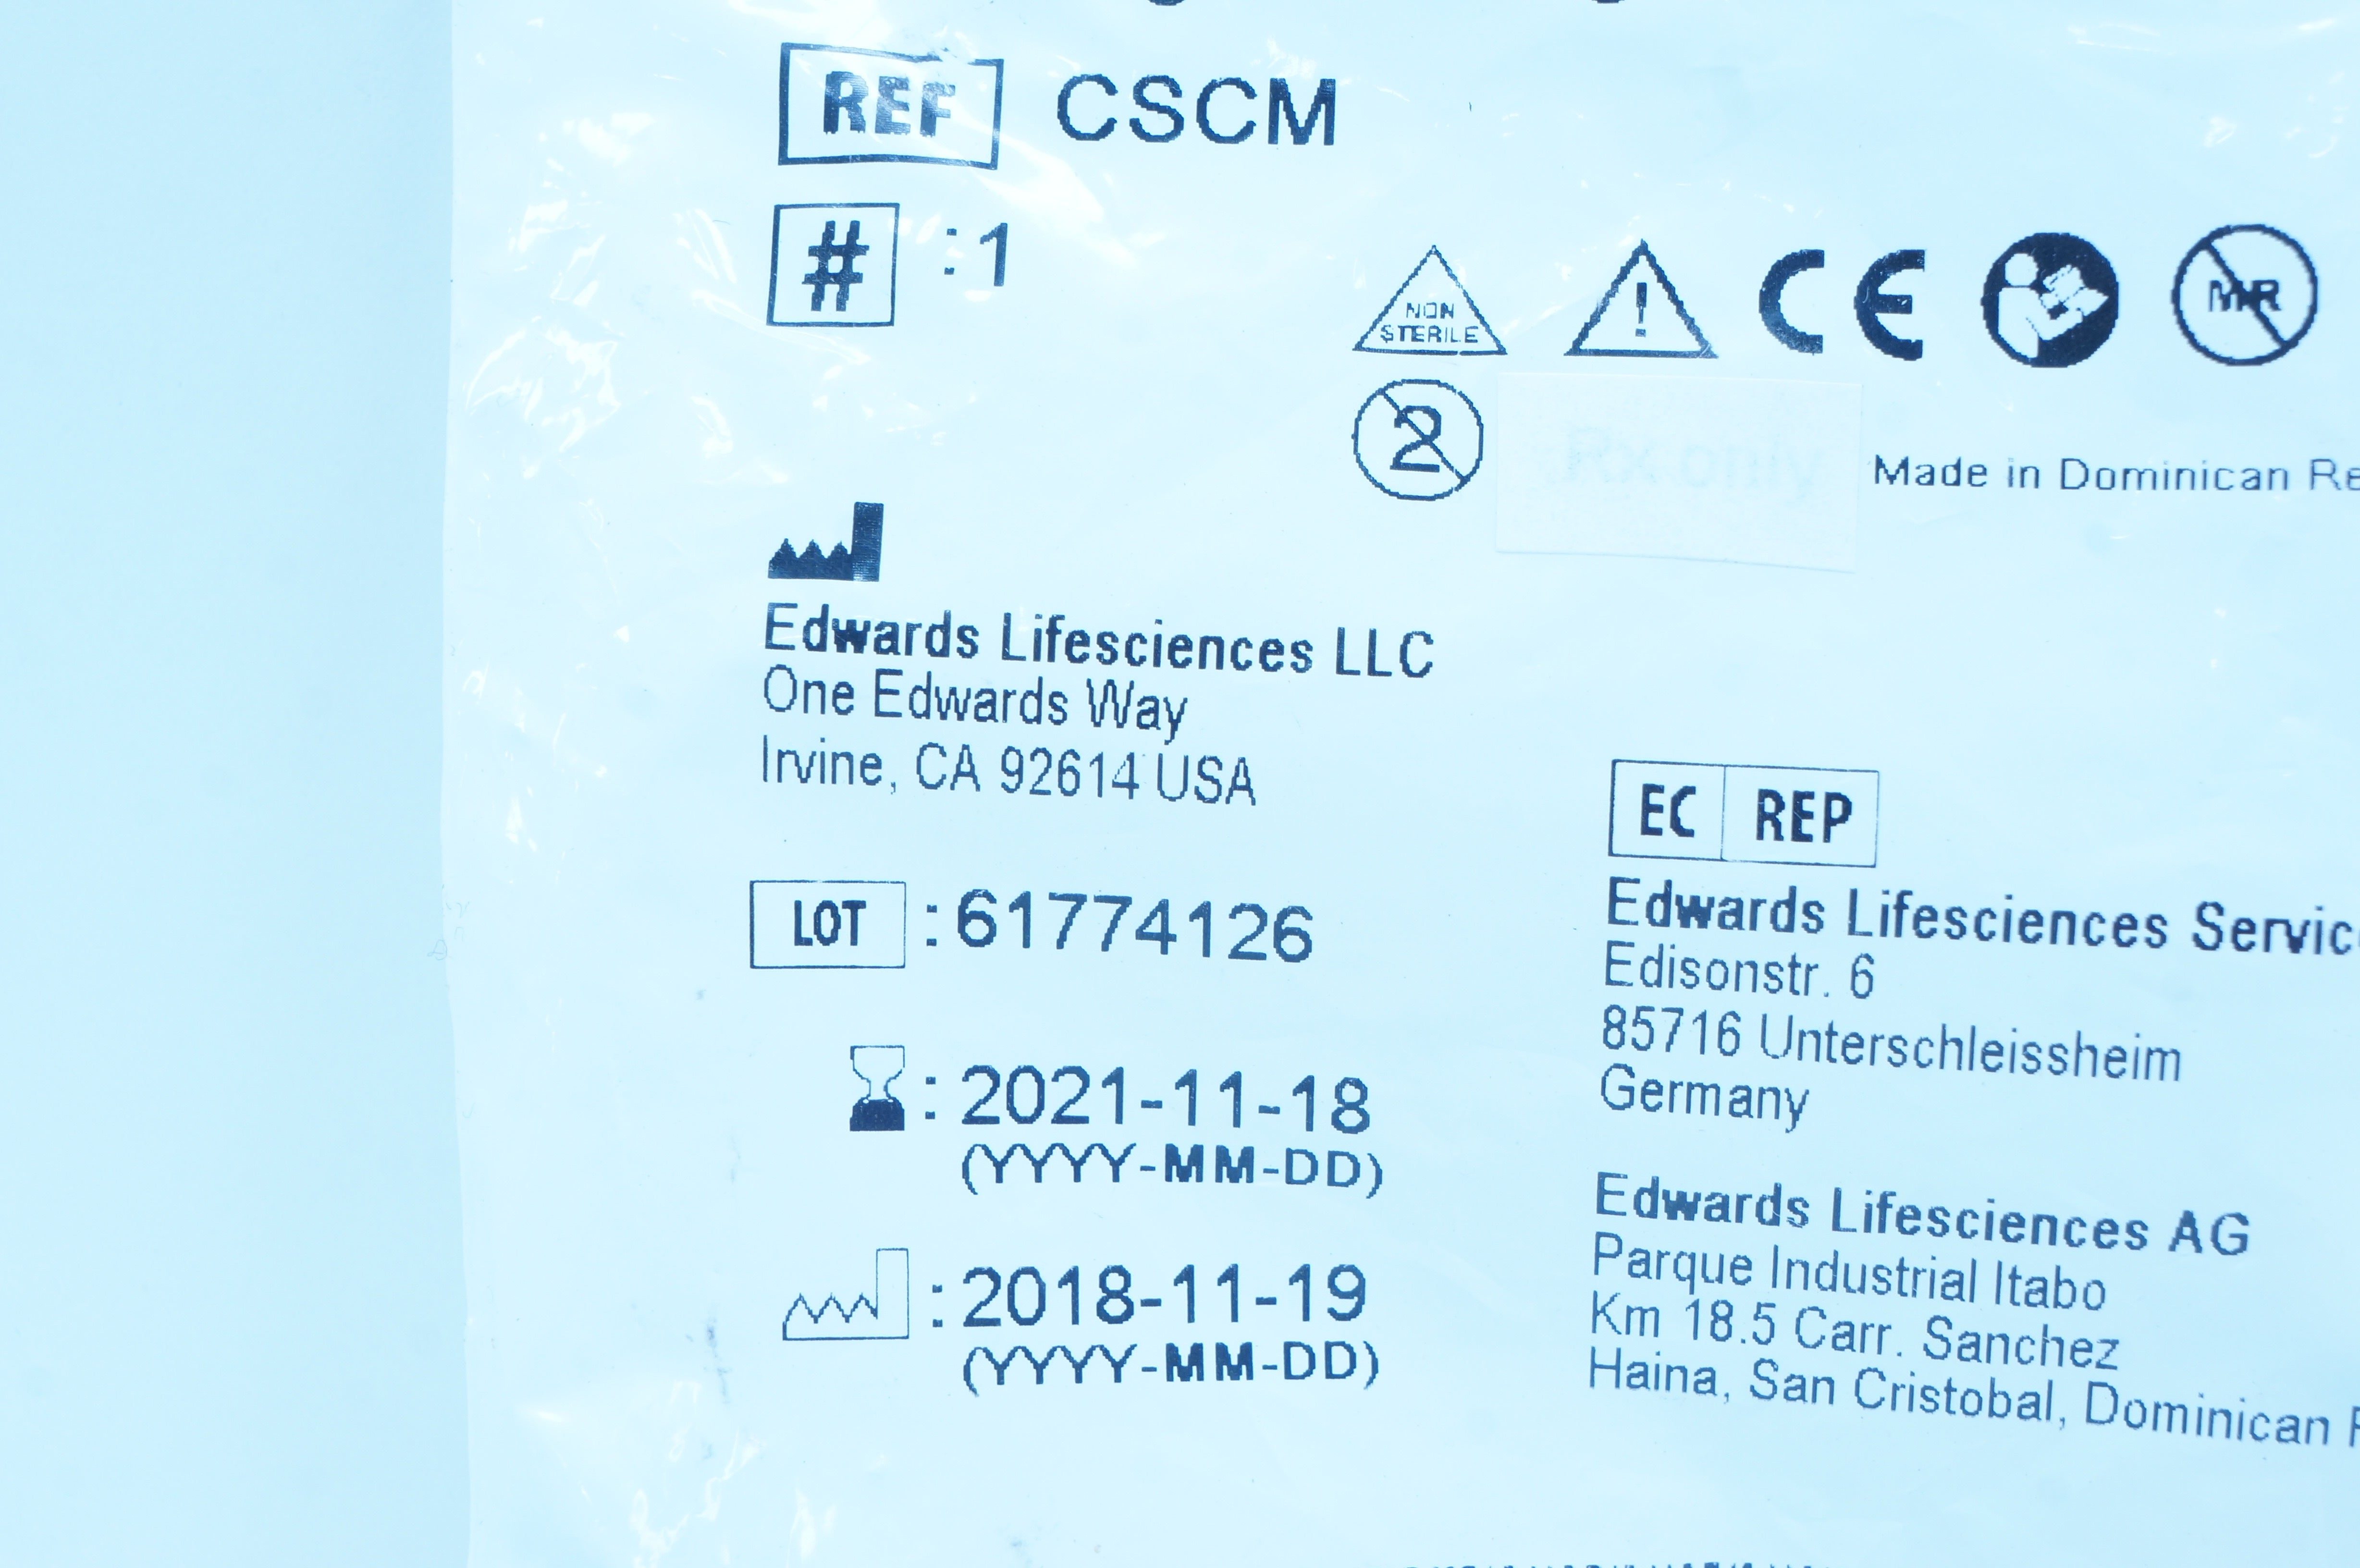 REF CSCM
# :1
NON
STERILE
! CE MR
2 Rx only Made in Dominican
Edwards Lifesciences LLC
One Edwards Way
Irvine, CA 92614 USA
LOT :61774126
: 2021-11-18
(YYYY-MM-DD)
: 2018-11-19
(YYYY-MM-DD)
EC REP
Edwards Lifesciences
Edisonstr. 6
85716 Unterschleissheim
Germany
Edwards Lifesciences AG
Parque Industrial Itabo
Km 18.5 Carr. Sanchez
Haina, San Cristobal, Dominican